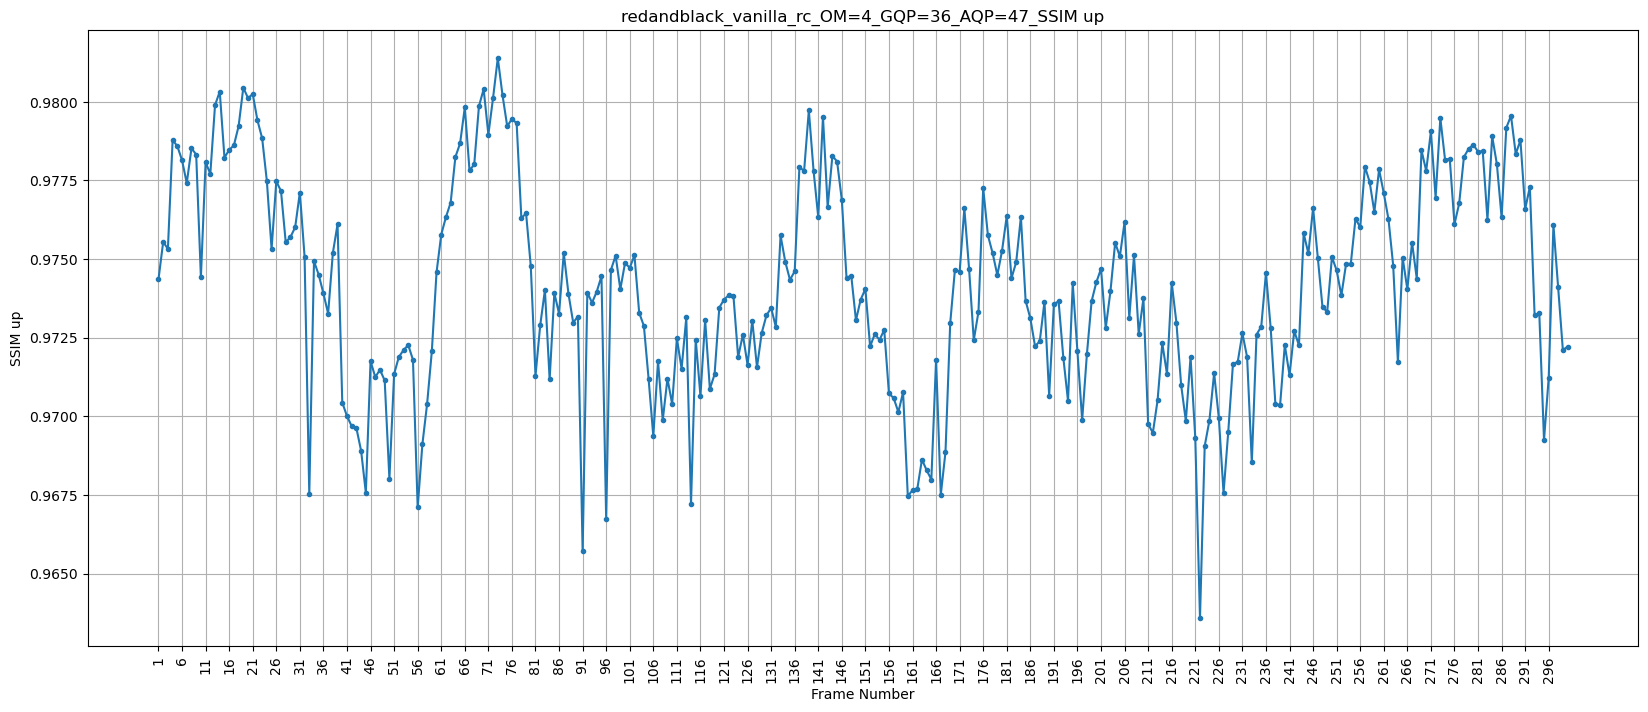 redandblack_vanilla_rc_OM=4_GQP=36_AQP=47_SSIM up
0.9800
0.9775
0.9750
0.9725
0.9700
0.9675
0.9650
SSIM up
1 6 11 16 21 26 31 36 41 46 51 56 61 66 71 76 81 86 91 96 101 106 111 116 121 126 131 136 141 146 151 156 161 166 171 176 181 186 191 196 201 206 211 216 221 226 231 236 241 246 251 256 261 266 271 276 281 286 291 296
Frame Number